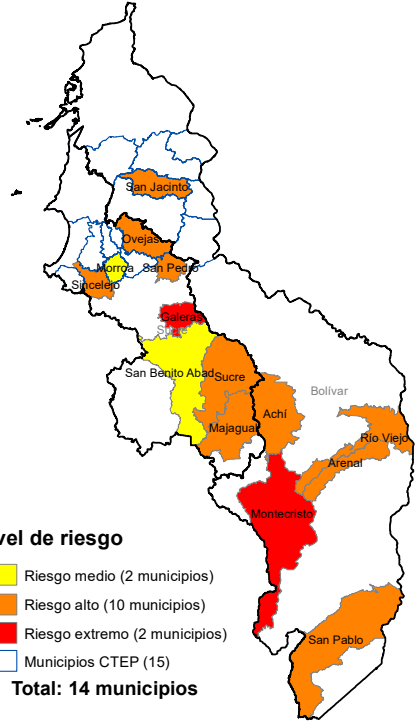 San Jacinto
Ovejas
Morroa
San Pedro
Sincelejo
Galeras
Sucre
San Benito Abad
Sucre
Bolívar
Achí
Majagual
Río Viejo
Arenal
Montecristo
vel de riesgo
Riesgo medio (2 municipios)
Riesgo alto (10 municipios)
Riesgo extremo (2 municipios)
San Pablo
Municipios CTEP (15)
Total: 14 municipios